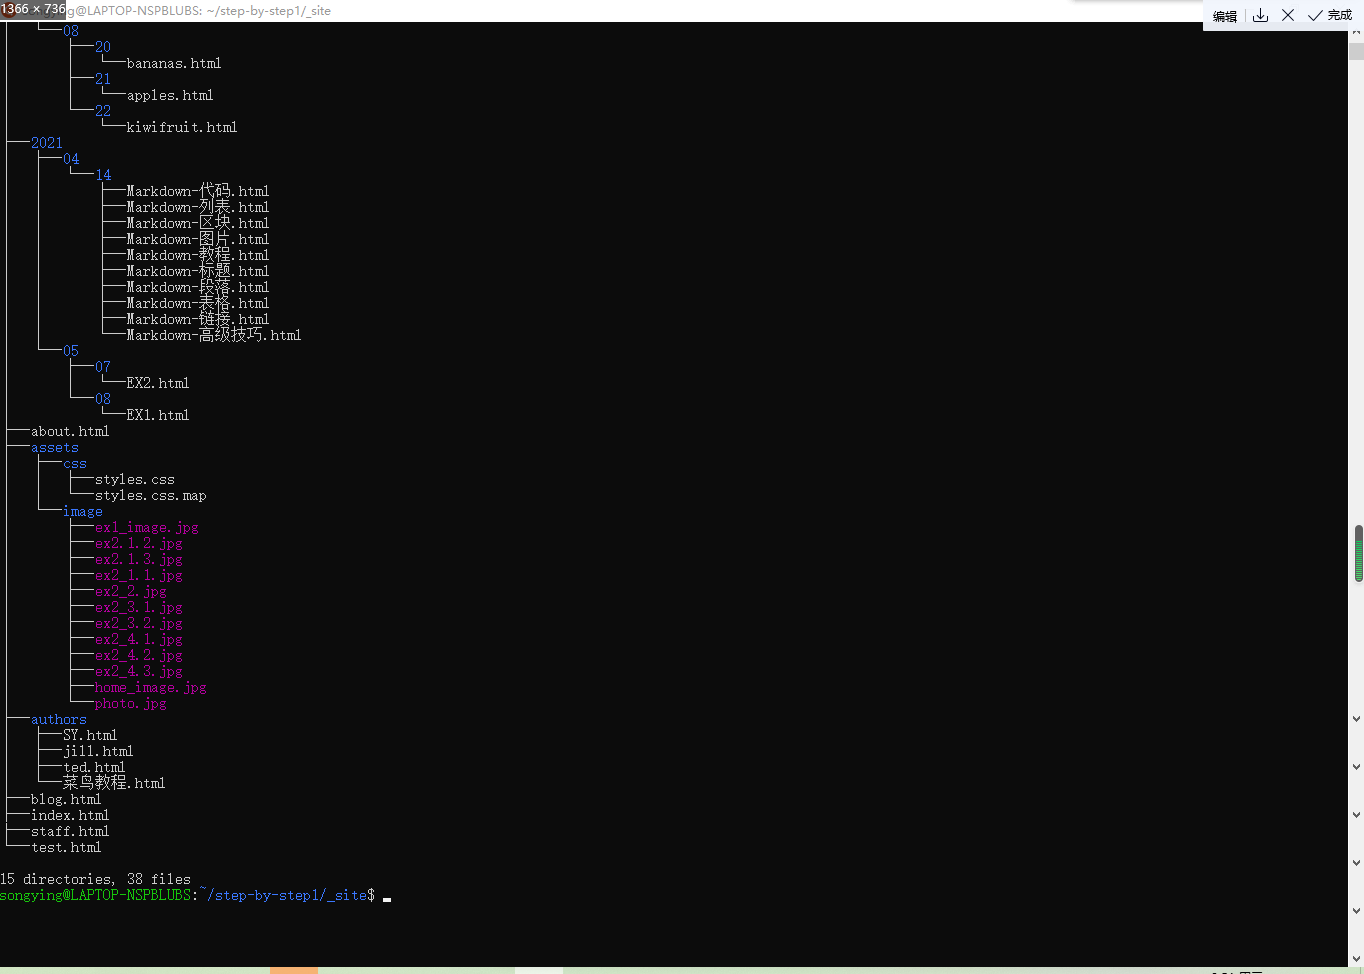 1366 × 736
g@LAPTOP-NSPBLUBS: ~/step-by-step1/_site
编辑
完成
08
20
bananas.html
21
apples.html
22
kiwifruit.html
2021
04
14
Markdown-代码.html
Markdown-列表.html
Markdown-区块.html
Markdown-图片.html
Markdown-教程.html
Markdown-标题.html
Markdown-段落.html
Markdown-表格.html
Markdown-链接.html
Markdown-高级技巧.html
05
07
EX2.html
08
EX1.html
about.html
assets
css
styles.css
styles.css.map
image
ex1_image.jpg
ex2.1.2.jpg
ex2.1.3.jpg
ex2_1.1.jpg
ex2_2.jpg
ex2_3.1.jpg
ex2_3.2.jpg
ex2_4.1.jpg
ex2_4.2.jpg
ex2_4.3.jpg
home_image.jpg
photo.jpg
authors
SY.html
jill.html
ted.html
菜鸟教程.html
blog.html
index.html
staff.html
test.html
15 directories, 38 files
songying@LAPTOP-NSPBLUBS:~/step-by-step1/_site$